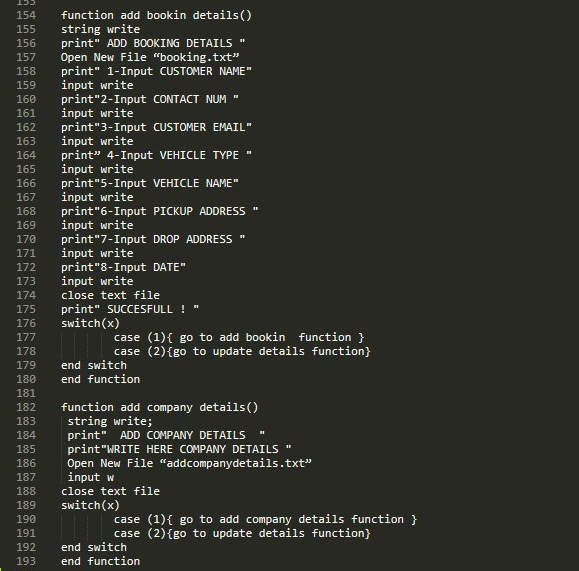 153
154 function add bookin details()
155 string write
156 print" ADD BOOKING DETAILS "
157 Open New File “booking.txt”
158 print" 1-Input CUSTOMER NAME"
159 input write
160 print"2-Input CONTACT NUM "
161 input write
162 print"3-Input CUSTOMER EMAIL"
163 input write
164 print” 4-Input VEHICLE TYPE "
165 input write
166 print"5-Input VEHICLE NAME"
167 input write
168 print"6-Input PICKUP ADDRESS "
169 input write
170 print"7-Input DROP ADDRESS "
171 input write
172 print"8-Input DATE"
173 input write
174 close text file
175 print" SUCCESFULL ! "
176 switch(x)
177 case (1){ go to add bookin  function }
178 case (2){go to update details function}
179 end switch
180 end function
181
182 function add company details()
183 string write;
184 print"  ADD COMPANY DETAILS  "
185 print"WRITE HERE COMPANY DETAILS "
186 Open New File “addcompanydetails.txt”
187 input w
188 close text file
189 switch(x)
190 case (1){ go to add company details function }
191 case (2){go to update details function}
192 end switch
193 end function